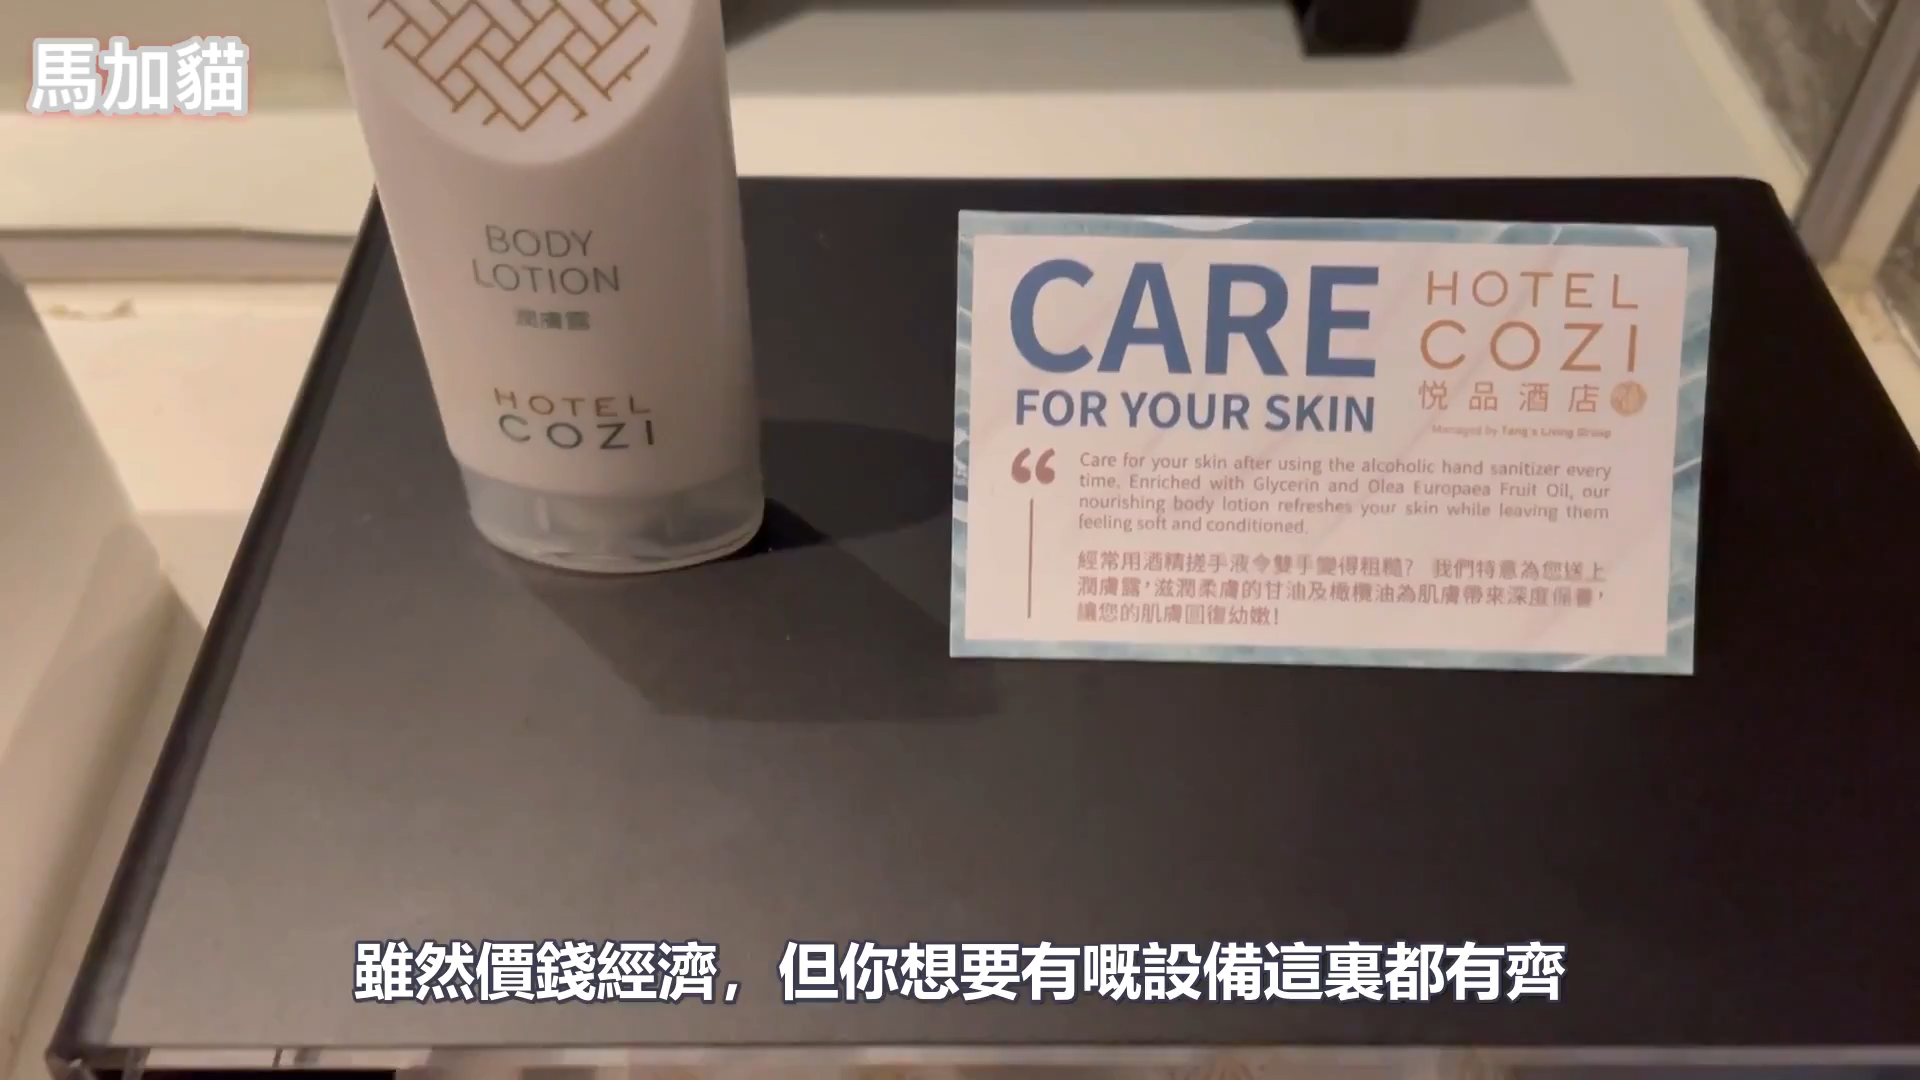 馬加貓
BODY
LOTION
潤膚露
HOTEL
COZI
CARE
FOR YOUR SKIN
HOTEL
COZI
悦品酒店
Managed by Tang's Living Group
Care for your skin after using the alcoholic hand sanitizer every
time. Enriched with Glycerin and Olea Europaea Fruit Oil, our
nourishing body lotion refreshes your skin while leaving them
feeling soft and conditioned.
經常用酒精搓手液令雙手變得粗糙? 我們特意為您送上
潤膚露,滋潤柔膚的甘油及橄欖油為肌膚帶來深度保養,
讓您的肌膚回復幼嫩!
雖然價錢經濟，但你想要有嘅設備這裏都有齊